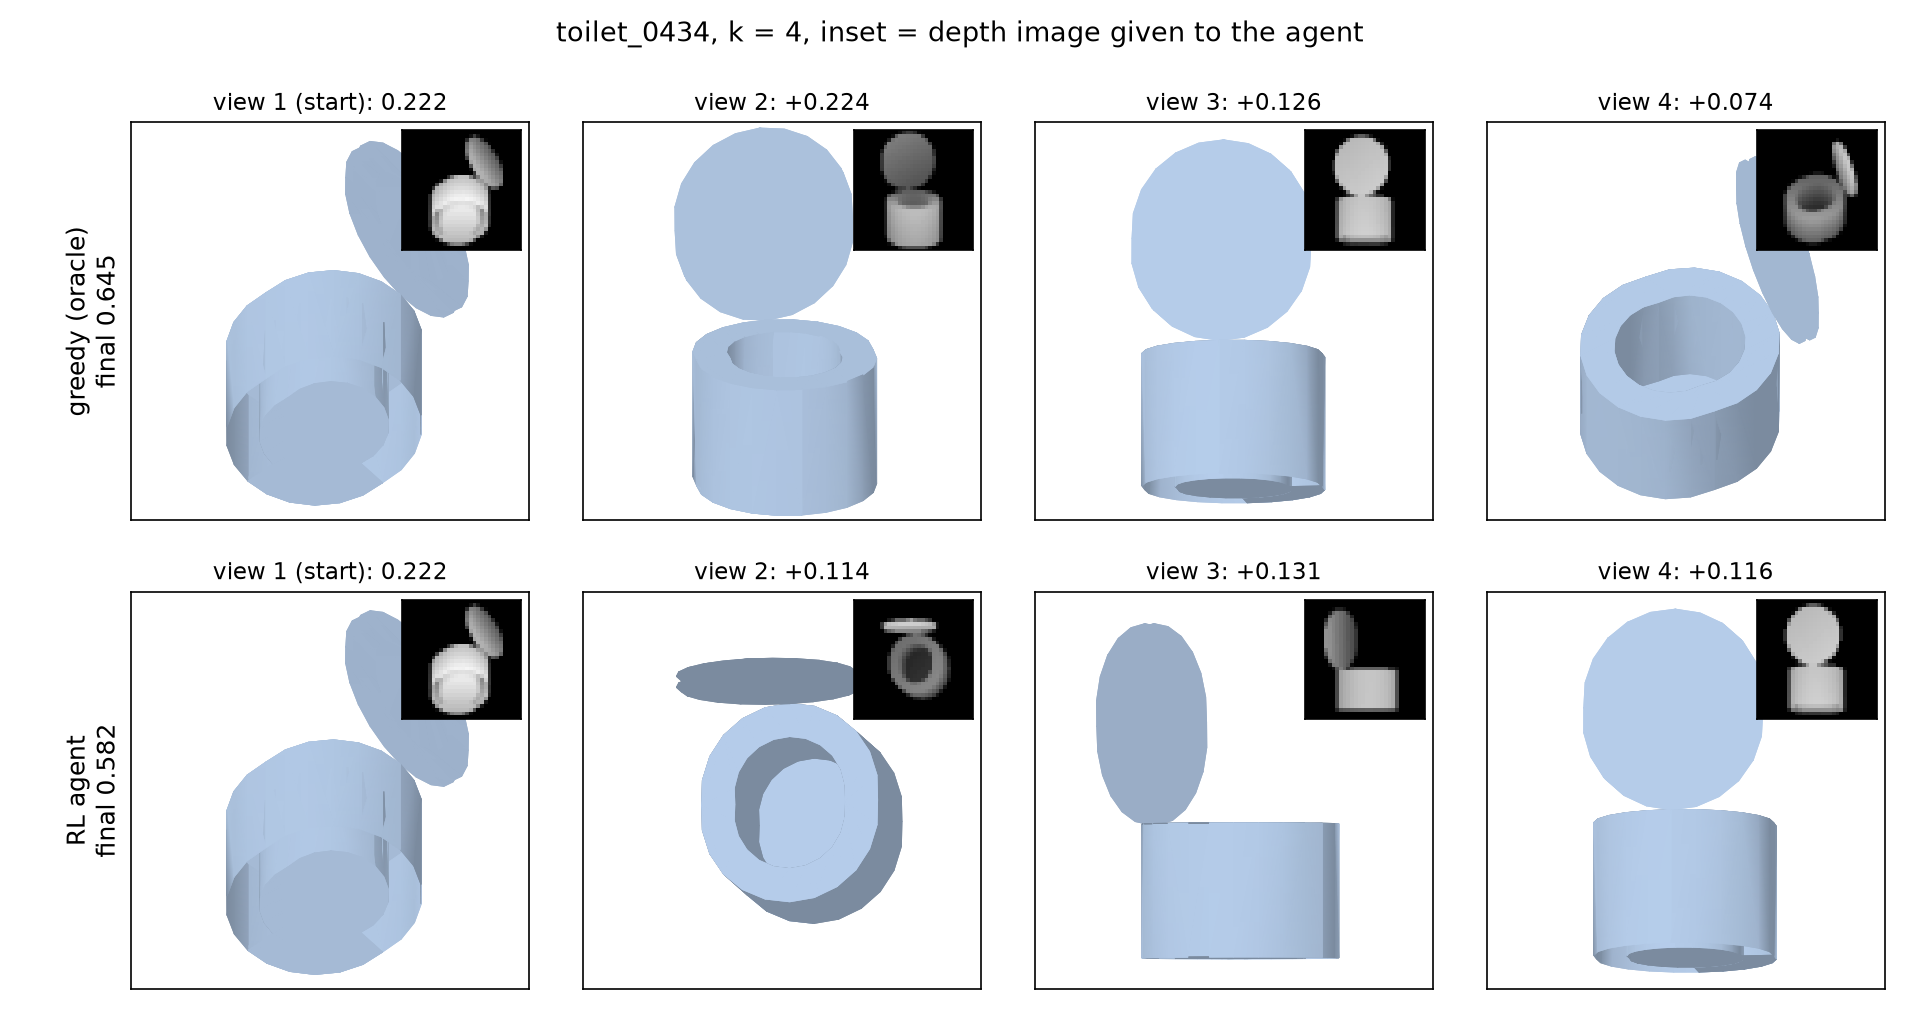 toilet_0434, k = 4, inset = depth image given to the agent
greedy (oracle)
final 0.645
view 1 (start): 0.222
view 2: +0.224
view 3: +0.126
view 4: +0.074
RL agent
final 0.582
view 1 (start): 0.222
view 2: +0.114
view 3: +0.131
view 4: +0.116